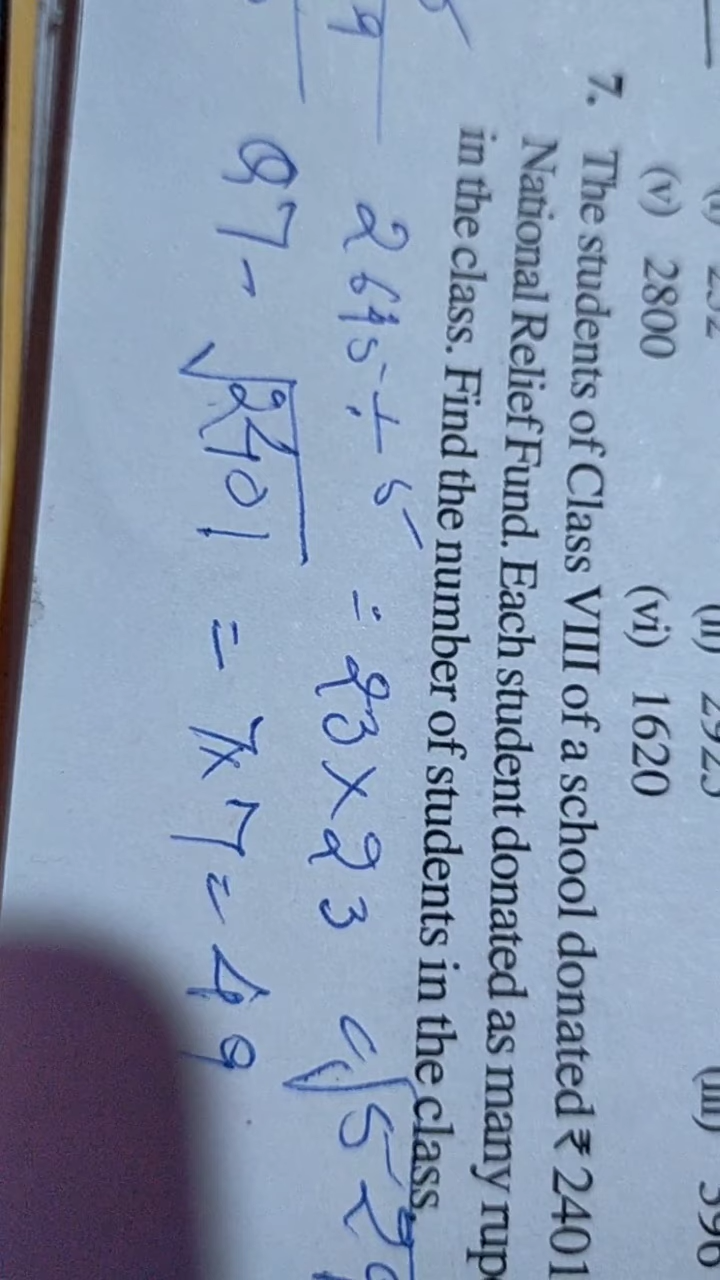 (v) 2800 (vi) 1620
7. The students of Class VIII of a school donated ₹ 2401
National Relief Fund. Each student donated as many
in the class. Find the number of students in the class.
2645 ÷ 5 = 23 × 23
Q7- √2401 = 7×7 = 49